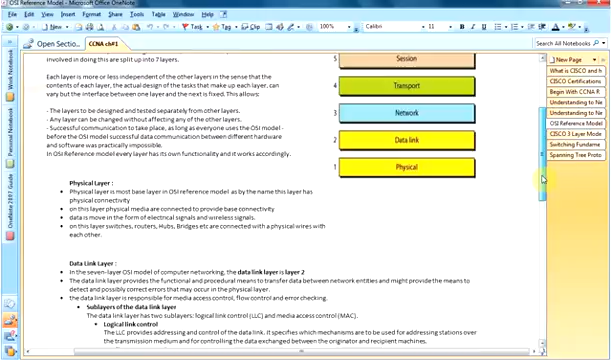 OSI Reference Model - Microsoft Office OneNote
File Edit View Insert Format Share Tools Table Window Help
New Task 100% Calibri 11
Open Sectio... CCNA ch#1 Search All Notebooks
Work Notebook
Personal Notebook
OneNote 2007 Guide
New Page
What is CISCO and h
CISCO Certifications
Begin With CCNA R
Understanding to Ne
Understanding to Ne
OSI Reference Model
CISCO 3 Layer Mode
Switching Fundame
Spanning Tree Proto
involved in doing this are split up into 7 layers.
Each layer is more or less independent of the other layers in the sense that the
contents of each layer, the actual design of the tasks that make up each layer, can
vary but the interface between one layer and the next is fixed. This allows:
- The layers to be designed and tested separately from other layers.
- Any layer can be changed without affecting any of the other layers.
- Successful communication to take place, as long as everyone uses the OSI model -
before the OSI model successful data communication between different hardware
and software was practically impossible.
In OSI Reference model every layer has its own functionality and it works accordingly.
5 Session
4 Transport
3 Network
2 Data link
1 Physical
Physical Layer :
• Physical layer is most base layer in OSI reference model as by the name this layer has
physical connectivity
• on this layer physical media are connected to provide base connectivity
• data is move in the form of electrical signals and wireless signals.
• on this layer switches, routers, Hubs, Bridges etc are connected with a physical wires with
each other.
Data Link Layer :
• In the seven-layer OSI model of computer networking, the data link layer is layer 2
• The data link layer provides the functional and procedural means to transfer data between network entities and might provide the means to
detect and possibly correct errors that may occur in the physical layer.
• the data link layer is responsible for media access control, flow control and error checking.
• Sublayers of the data link layer
The data link layer has two sublayers: logical link control (LLC) and media access control (MAC).
• Logical link control
The LLC provides addressing and control of the data link. It specifies which mechanisms are to be used for addressing stations over
the transmission medium and for controlling the data exchanged between the originator and recipient machines.